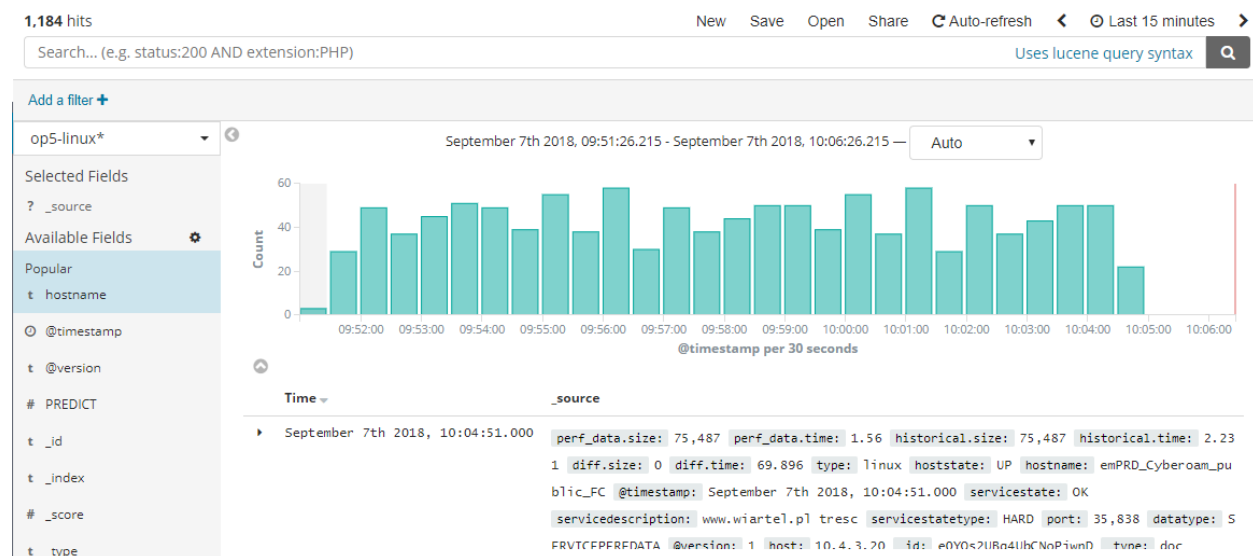 1,184 hits
New Save Open Share Auto-refresh Last 15 minutes
Search... (e.g. status:200 AND extension:PHP) Uses lucene query syntax
Add a filter +
op5-linux*
September 7th 2018, 09:51:26.215 - September 7th 2018, 10:06:26.215 — Auto
Selected Fields
? _source
Available Fields
Popular
t hostname
@timestamp
t @version
# PREDICT
t _id
t _index
# _score
t _type
60
40
20
0
Count
09:52:00 09:53:00 09:54:00 09:55:00 09:56:00 09:57:00 09:58:00 09:59:00 10:00:00 10:01:00 10:02:00 10:03:00 10:04:00 10:05:00 10:06:00
@timestamp per 30 seconds
Time _source
September 7th 2018, 10:04:51.000 perf_data.size: 75,487 perf_data.time: 1.56 historical.size: 75,487 historical.time: 2.23
1 diff.size: 0 diff.time: 69.896 type: linux hoststate: UP hostname: emPRD_Cyberoam_pu
blic_FC @timestamp: September 7th 2018, 10:04:51.000 servicestate: OK
servicedescription: www.wiartel.pl tresc servicestatetype: HARD port: 35,838 datatype: S
ERVICEPERFDATA @version: 1 host: 10.4.3.20 _id: _type: doc